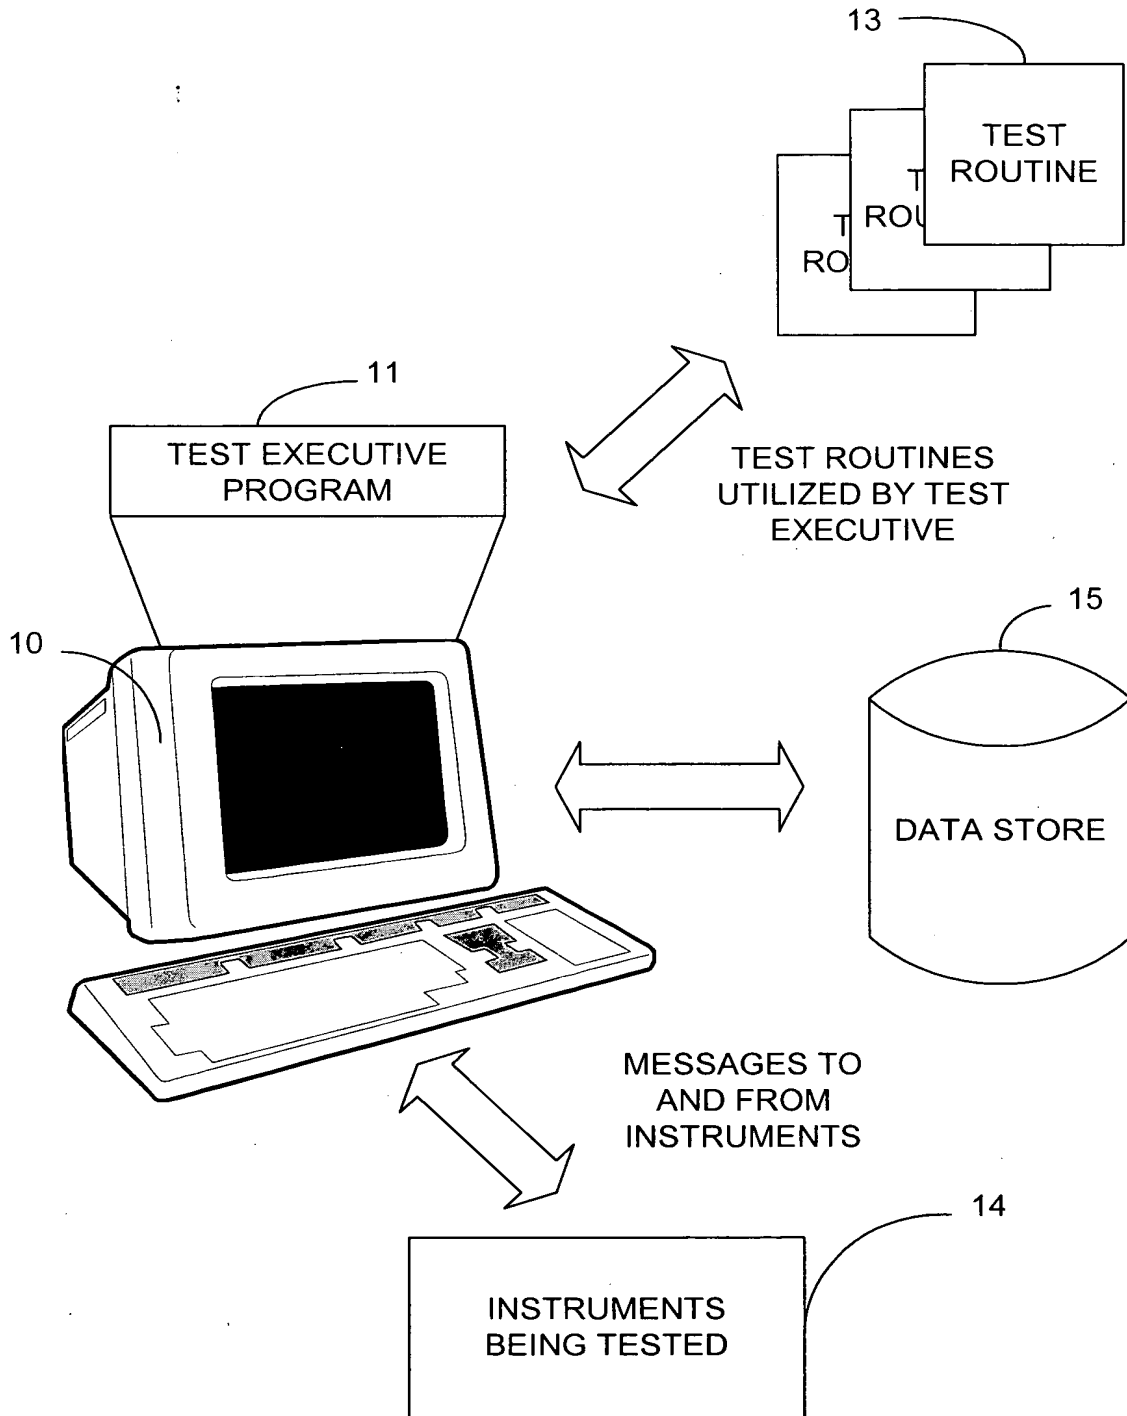 13
TEST
ROUTINE
T
ROU
T
RO
11
TEST EXECUTIVE
PROGRAM
TEST ROUTINES
UTILIZED BY TEST
EXECUTIVE
10
15
DATA STORE
MESSAGES TO
AND FROM
INSTRUMENTS
14
INSTRUMENTS
BEING TESTED